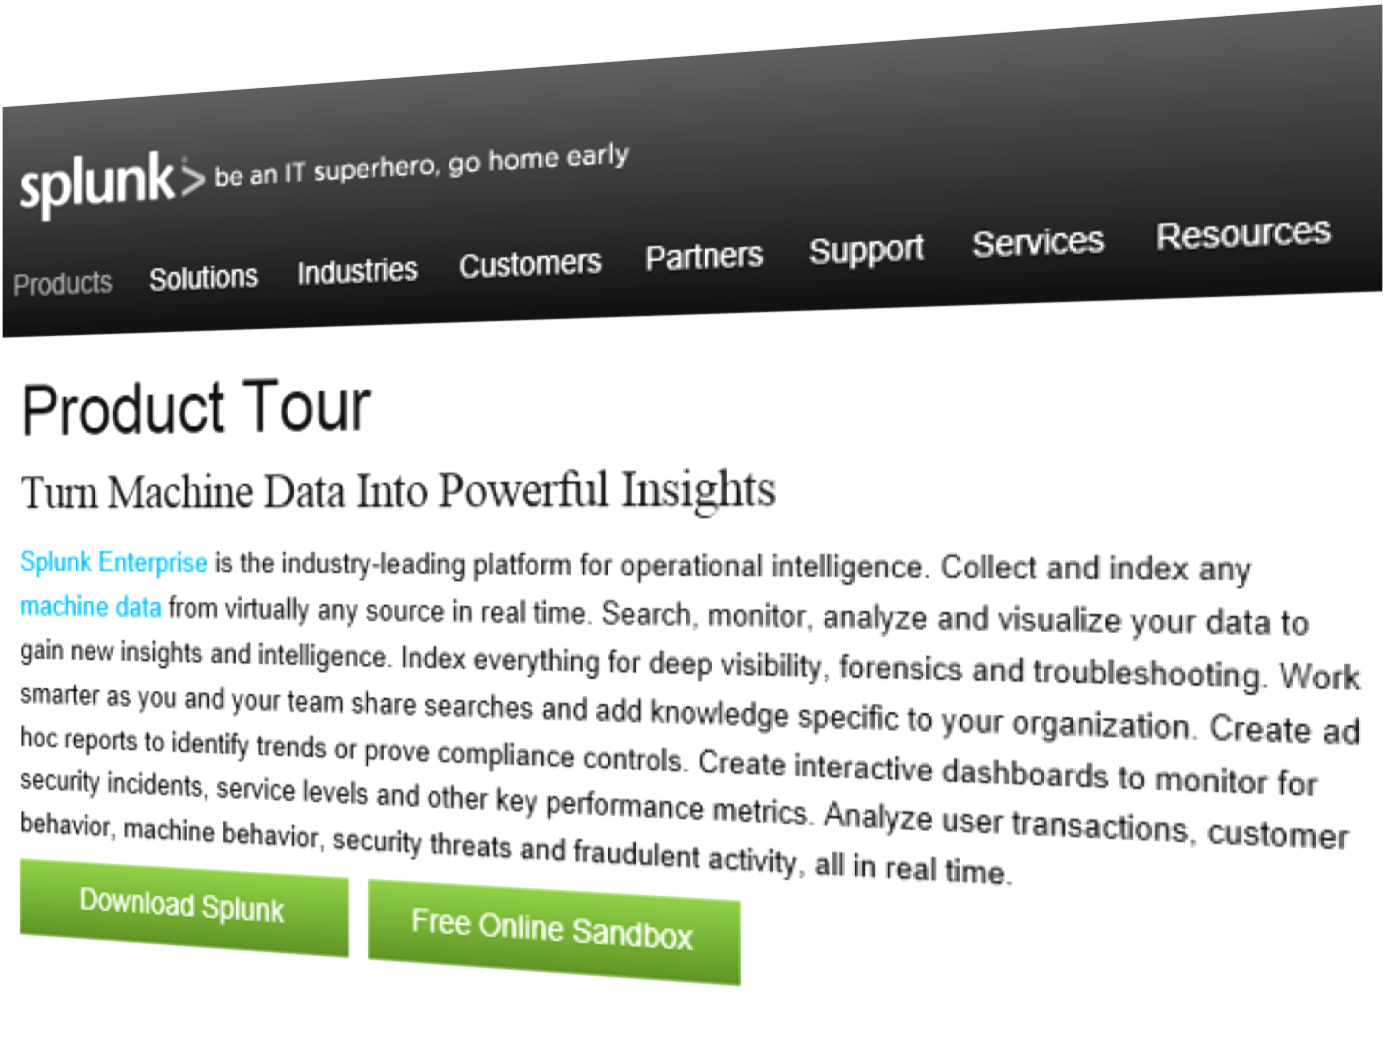 splunk> be an IT superhero, go home early
Products Solutions Industries Customers Partners Support Services Resources
Product Tour
Turn Machine Data Into Powerful Insights
Splunk Enterprise is the industry-leading platform for operational intelligence. Collect and index any
machine data from virtually any source in real time. Search, monitor, analyze and visualize your data to
gain new insights and intelligence. Index everything for deep visibility, forensics and troubleshooting. Work
smarter as you and your team share searches and add knowledge specific to your organization. Create ad
hoc reports to identify trends or prove compliance controls. Create interactive dashboards to monitor for
security incidents, service levels and other key performance metrics. Analyze user transactions, customer
behavior, machine behavior, security threats and fraudulent activity, all in real time.
Download Splunk Free Online Sandbox